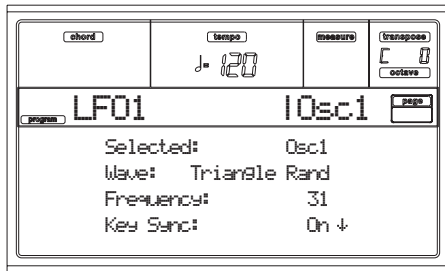 chord tempo measure transpose
♩= 120 C 0
octave
program LFO1 |Osc1 page
Selected: Osc1
Wave: Triangle Rand
Frequency: 31
Key Sync: On ↓